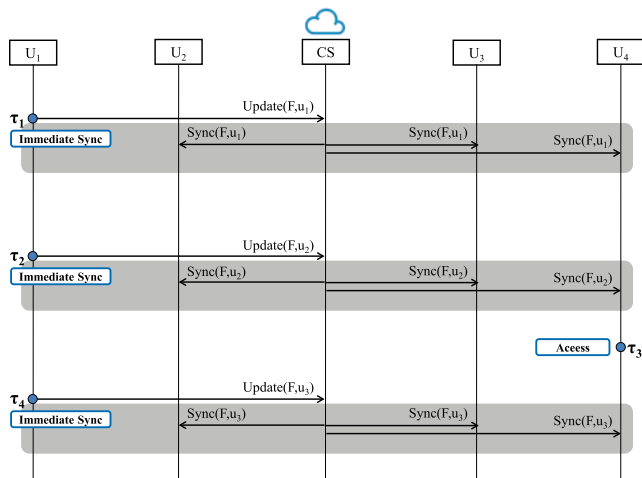 U₁ U₂ CS U₃ U₄
τ₁ Update(F,u₁)
Immediate Sync Sync(F,u₁) Sync(F,u₁) Sync(F,u₁)
τ₂ Update(F,u₂)
Immediate Sync Sync(F,u₂) Sync(F,u₂) Sync(F,u₂)
Aceess τ₃
τ₄ Update(F,u₃)
Immediate Sync Sync(F,u₃) Sync(F,u₃) Sync(F,u₃)